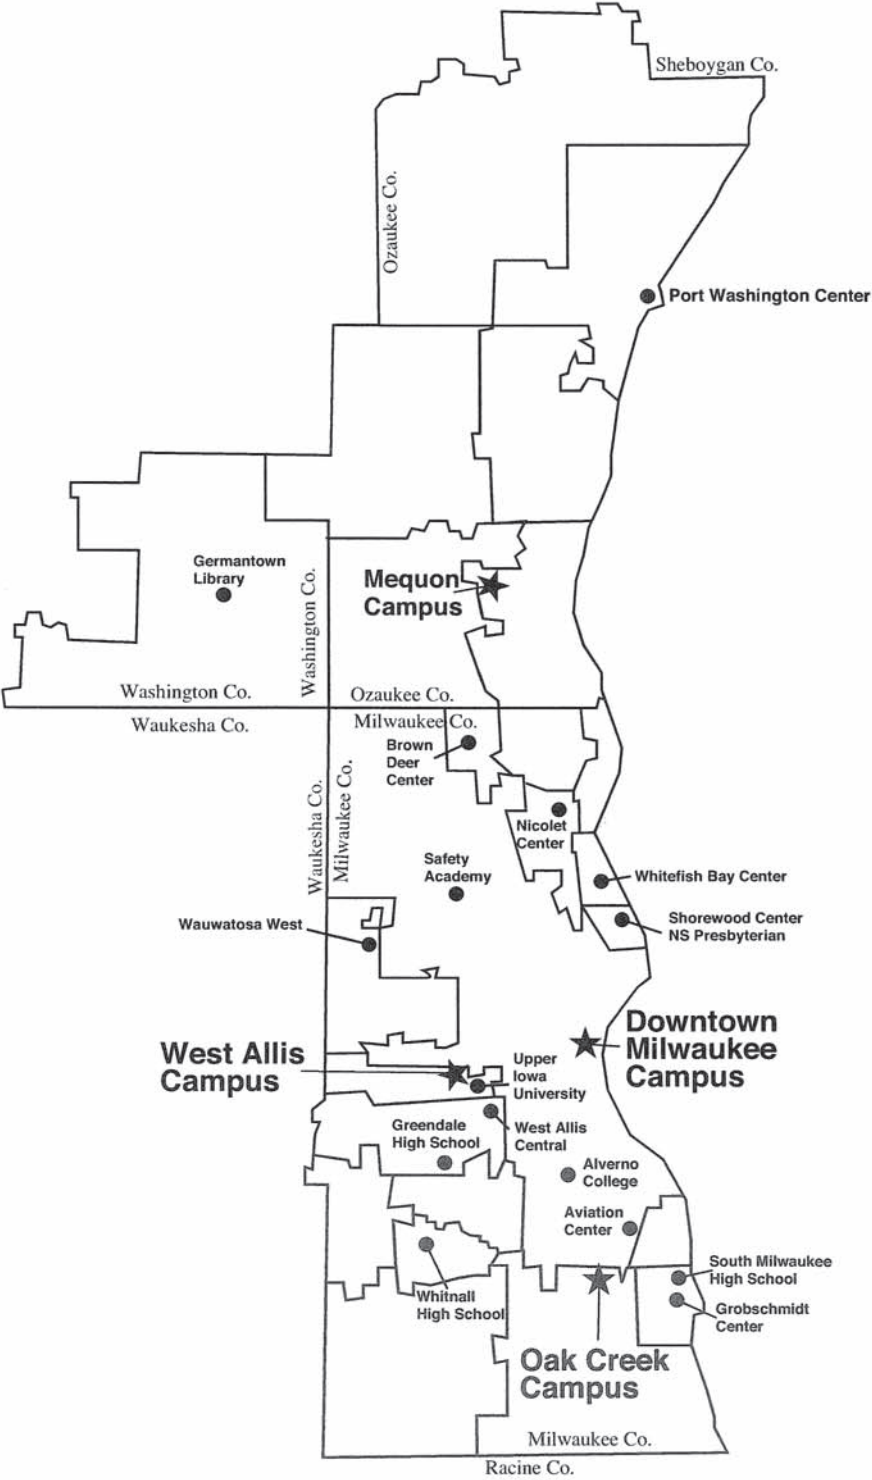 Sheboygan Co.
Ozaukee Co.
Port Washington Center
Germantown
Library
Washington Co.
Mequon
Campus
Washington Co.
Ozaukee Co.
Waukesha Co.
Milwaukee Co.
Brown
Deer
Center
Waukesha Co.
Milwaukee Co.
Nicolet
Center
Safety
Academy
Whitefish Bay Center
Wauwatosa West
Shorewood Center
NS Presbyterian
Downtown
Milwaukee
Campus
West Allis
Campus
Upper
Iowa
University
Greendale
High School
West Allis
Central
Alverno
College
Aviation
Center
South Milwaukee
High School
Whitnall
High School
Grobschmidt
Center
Oak Creek
Campus
Milwaukee Co.
Racine Co.